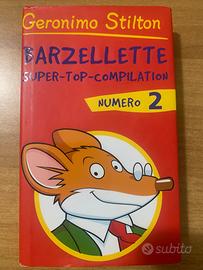 Geronimo Stilton
BARZELLETTE
SUPER-TOP-COMPILATION
NUMERO 2
subito